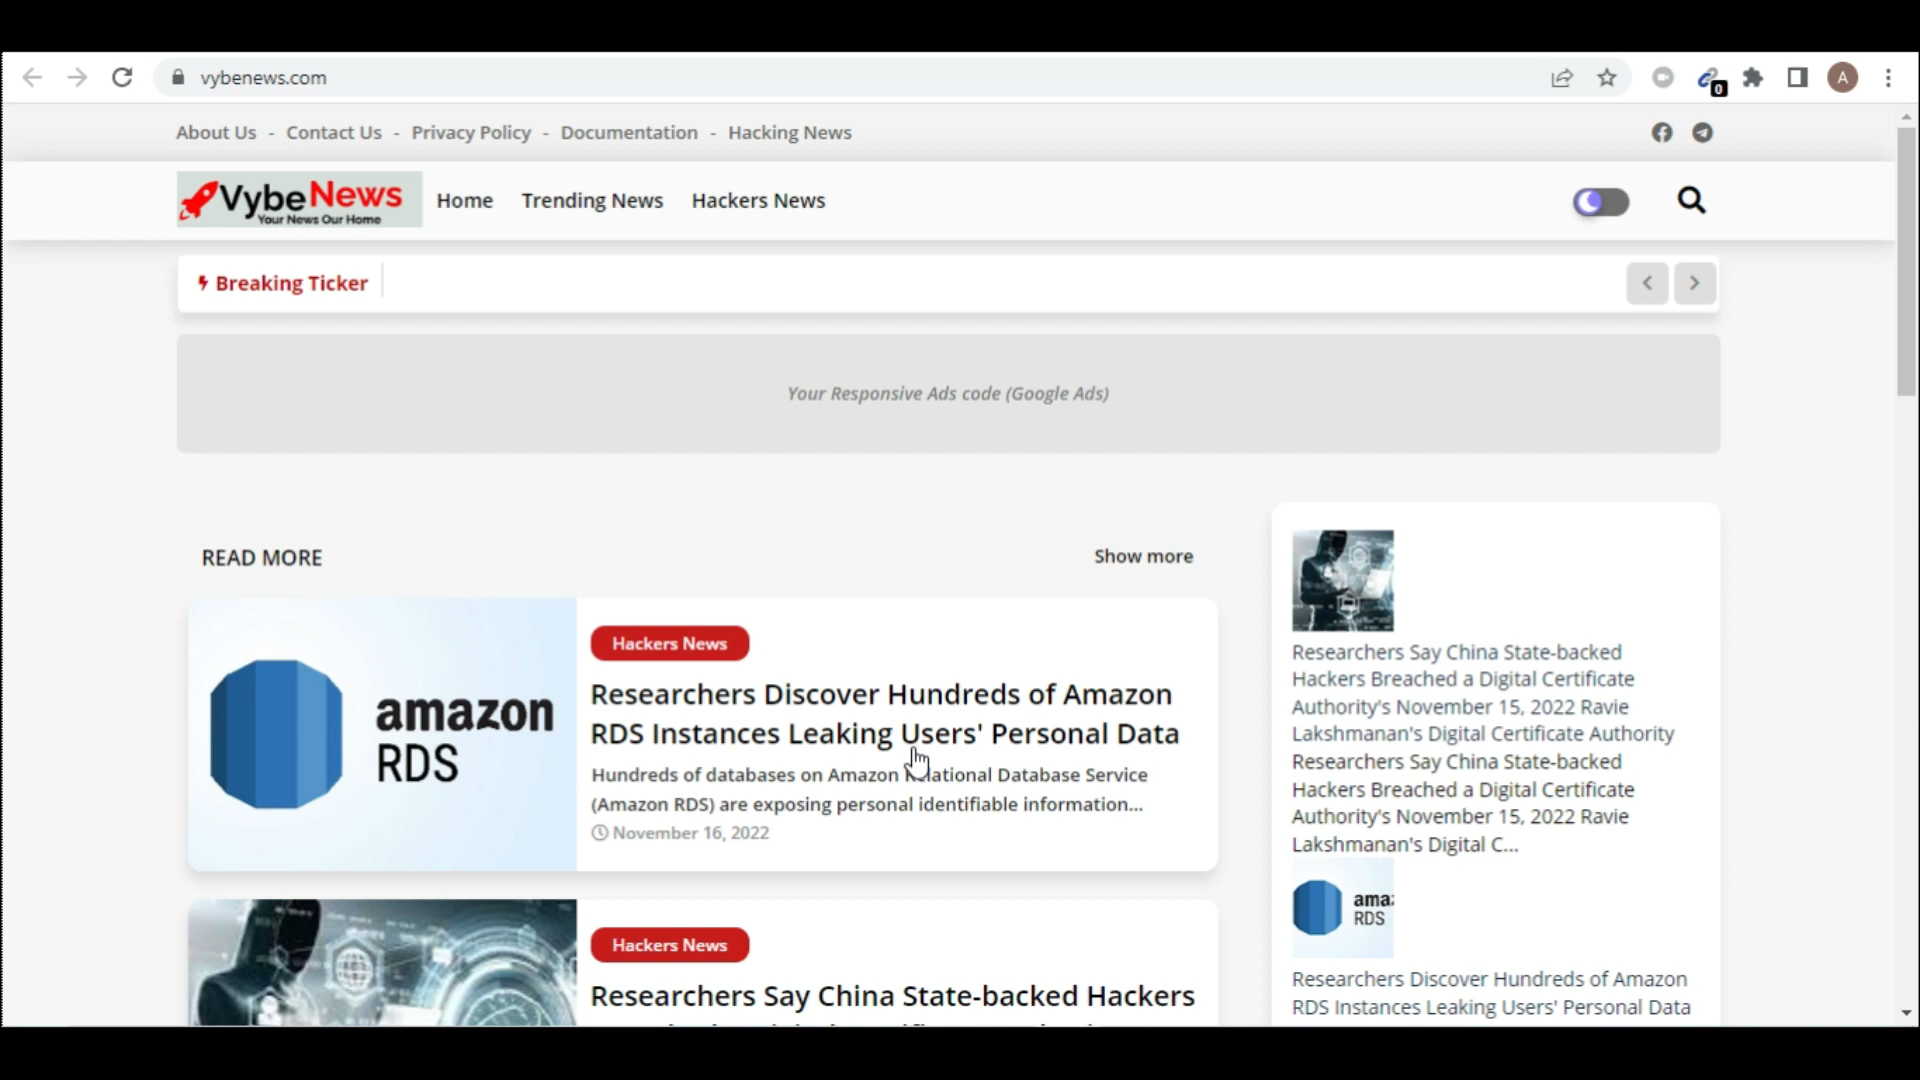 vybenews.com
0
A
About Us - Contact Us - Privacy Policy - Documentation - Hacking News
VybeNews
Your News Our Home
Home
Trending News
Hackers News
Breaking Ticker
Your Responsive Ads code (Google Ads)
READ MORE
Show more
amazon
RDS
Hackers News
Researchers Discover Hundreds of Amazon
RDS Instances Leaking Users' Personal Data
Hundreds of databases on Amazon Relational Database Service
(Amazon RDS) are exposing personal identifiable information...
November 16, 2022
Hackers News
Researchers Say China State-backed Hackers
Researchers Say China State-backed
Hackers Breached a Digital Certificate
Authority's November 15, 2022 Ravie
Lakshmanan's Digital Certificate Authority
Researchers Say China State-backed
Hackers Breached a Digital Certificate
Authority's November 15, 2022 Ravie
Lakshmanan's Digital C...
ama
RDS
Researchers Discover Hundreds of Amazon
RDS Instances Leaking Users' Personal Data